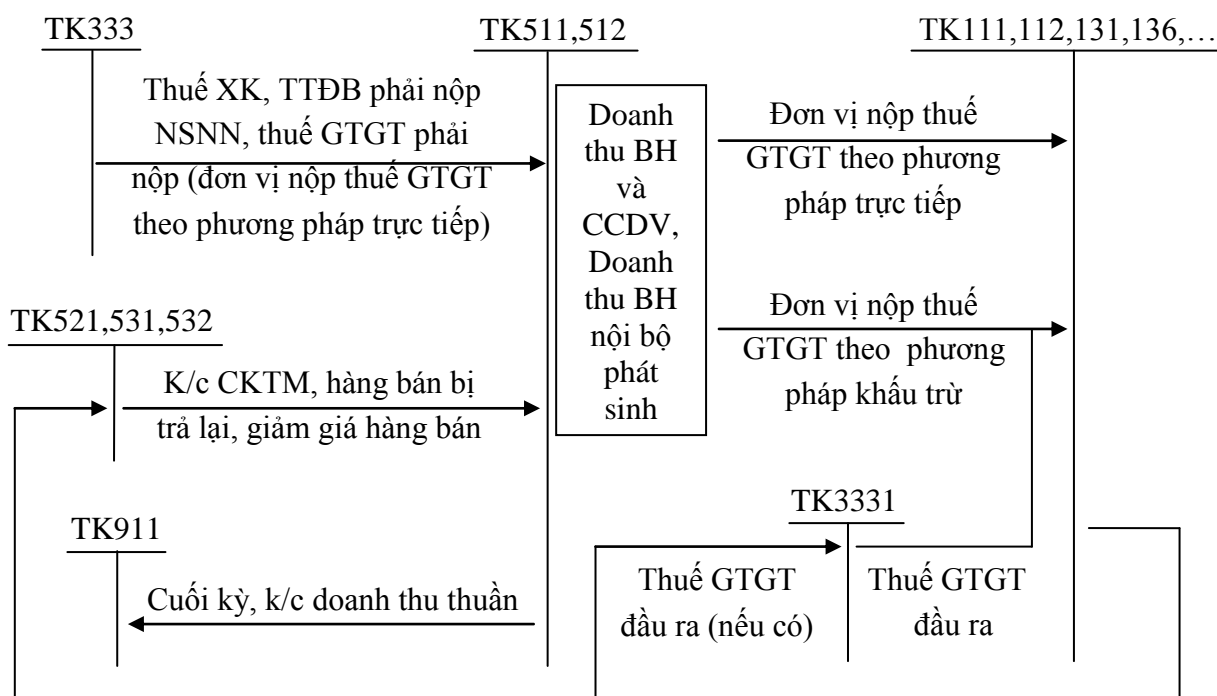 TK333
TK511,512
TK111,112,131,136,…
Thuế XK, TTĐB phải nộp
NSNN, thuế GTGT phải
nộp (đơn vị nộp thuế GTGT
theo phương pháp trực tiếp)
Doanh
thu BH
và
CCDV,
Doanh
thu BH
nội bộ
phát
sinh
Đơn vị nộp thuế
GTGT theo phương
pháp trực tiếp
Đơn vị nộp thuế
GTGT theo phương
pháp khấu trừ
TK521,531,532
K/c CKTM, hàng bán bị
trả lại, giảm giá hàng bán
TK911
Cuối kỳ, k/c doanh thu thuần
TK3331
Thuế GTGT
đầu ra (nếu có)
Thuế GTGT
đầu ra